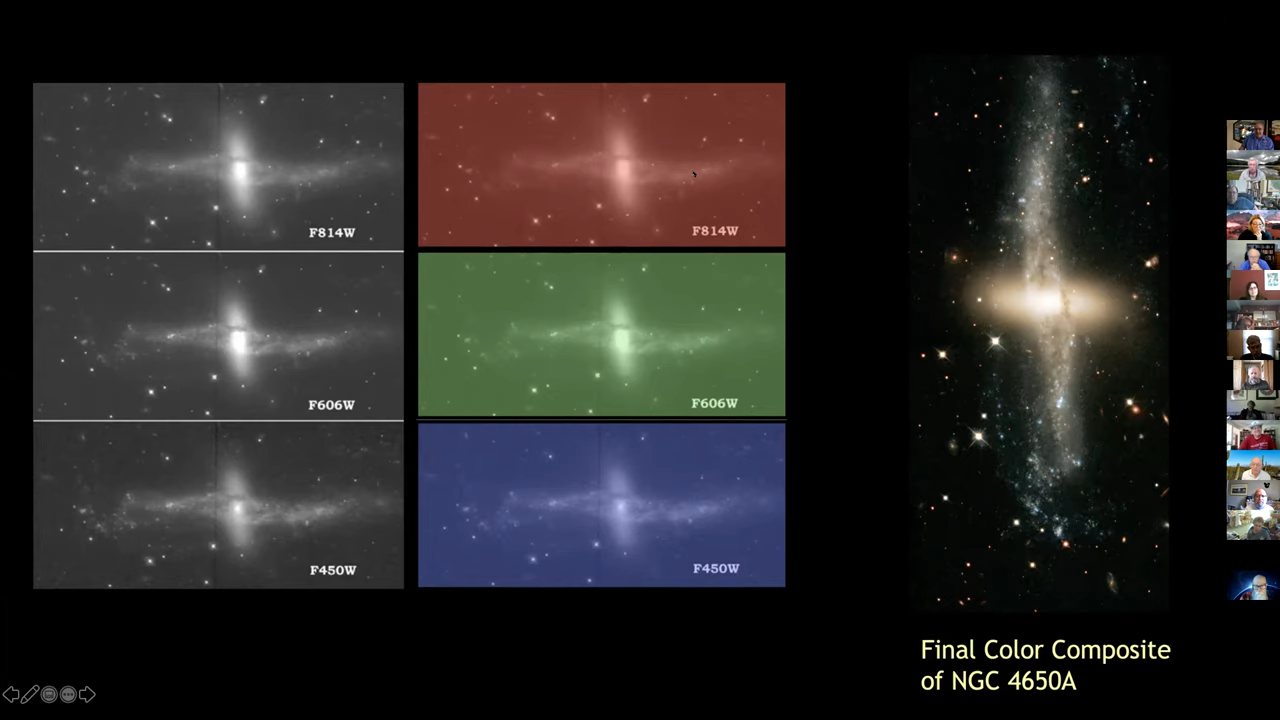 F814W
F814W
F606W
F606W
F450W
F450W
Final Color Composite
of NGC 4650A